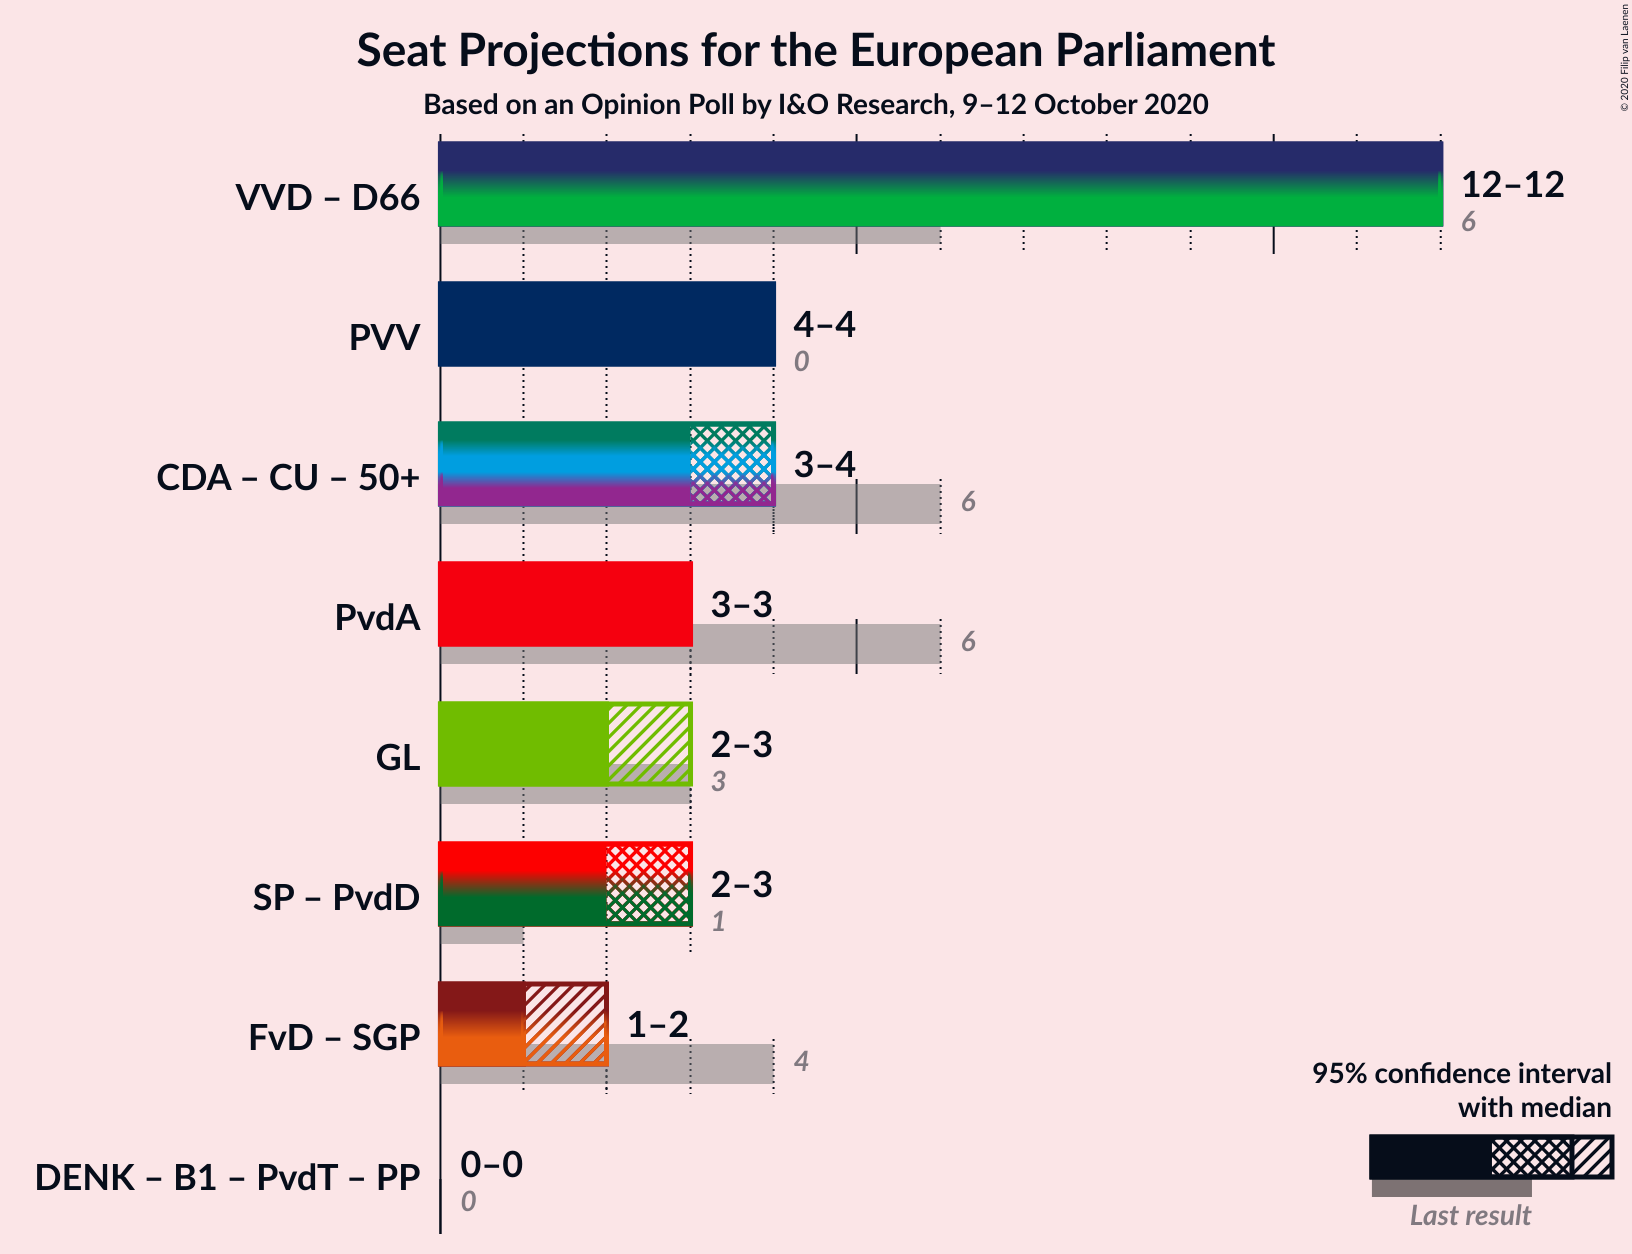 Seat Projections for the European Parliament
Based on an Opinion Poll by I&O Research, 9–12 October 2020
© 2020 Filip van Laenen
VVD – D66
12–12
6
PVV
4–4
0
CDA – CU – 50+
3–4
6
PvdA
3–3
6
GL
2–3
3
SP – PvdD
2–3
1
FvD – SGP
1–2
4
DENK – B1 – PvdT – PP
0–0
0
95% confidence interval
with median
Last result